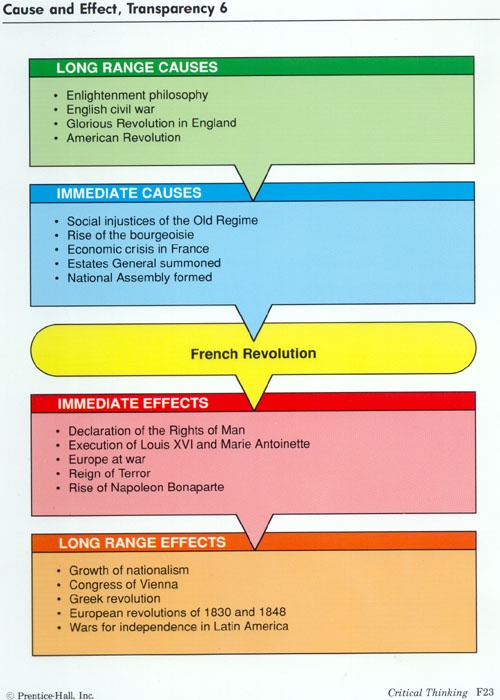 Cause and Effect, Transparency 6
LONG RANGE CAUSES
• Enlightenment philosophy
• English civil war
• Glorious Revolution in England
• American Revolution
IMMEDIATE CAUSES
• Social injustices of the Old Regime
• Rise of the bourgeoisie
• Economic crisis in France
• Estates General summoned
• National Assembly formed
French Revolution
IMMEDIATE EFFECTS
• Declaration of the Rights of Man
• Execution of Louis XVI and Marie Antoinette
• Europe at war
• Reign of Terror
• Rise of Napoleon Bonaparte
LONG RANGE EFFECTS
• Growth of nationalism
• Congress of Vienna
• Greek revolution
• European revolutions of 1830 and 1848
• Wars for independence in Latin America
© Prentice-Hall, Inc.
Critical Thinking F23